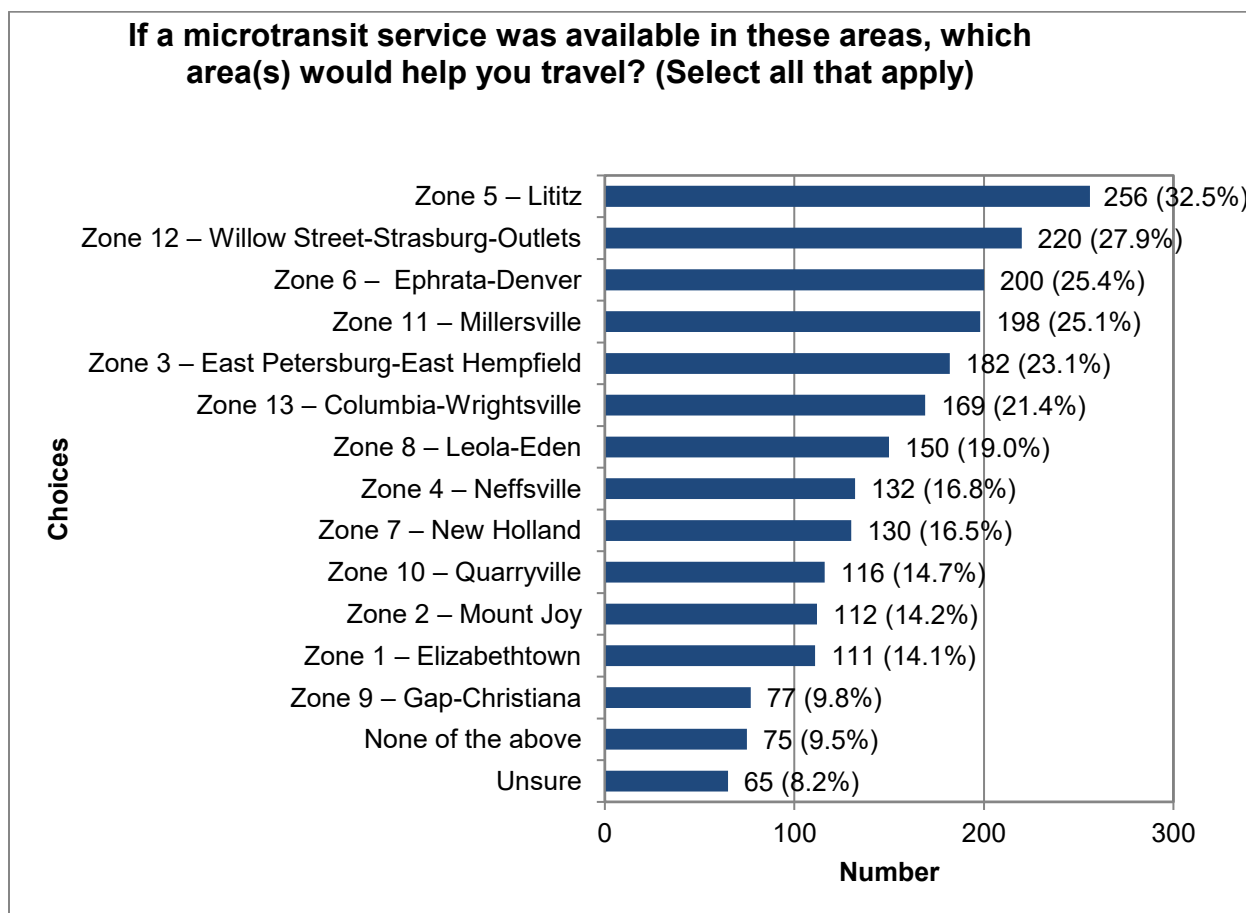 If a microtransit service was available in these areas, which
area(s) would help you travel? (Select all that apply)
Choices
Zone 5 – Lititz 256 (32.5%)
Zone 12 – Willow Street-Strasburg-Outlets 220 (27.9%)
Zone 6 –  Ephrata-Denver 200 (25.4%)
Zone 11 – Millersville 198 (25.1%)
Zone 3 – East Petersburg-East Hempfield 182 (23.1%)
Zone 13 – Columbia-Wrightsville 169 (21.4%)
Zone 8 – Leola-Eden 150 (19.0%)
Zone 4 – Neffsville 132 (16.8%)
Zone 7 – New Holland 130 (16.5%)
Zone 10 – Quarryville 116 (14.7%)
Zone 2 – Mount Joy 112 (14.2%)
Zone 1 – Elizabethtown 111 (14.1%)
Zone 9 – Gap-Christiana 77 (9.8%)
None of the above 75 (9.5%)
Unsure 65 (8.2%)
0 100 200 300
Number